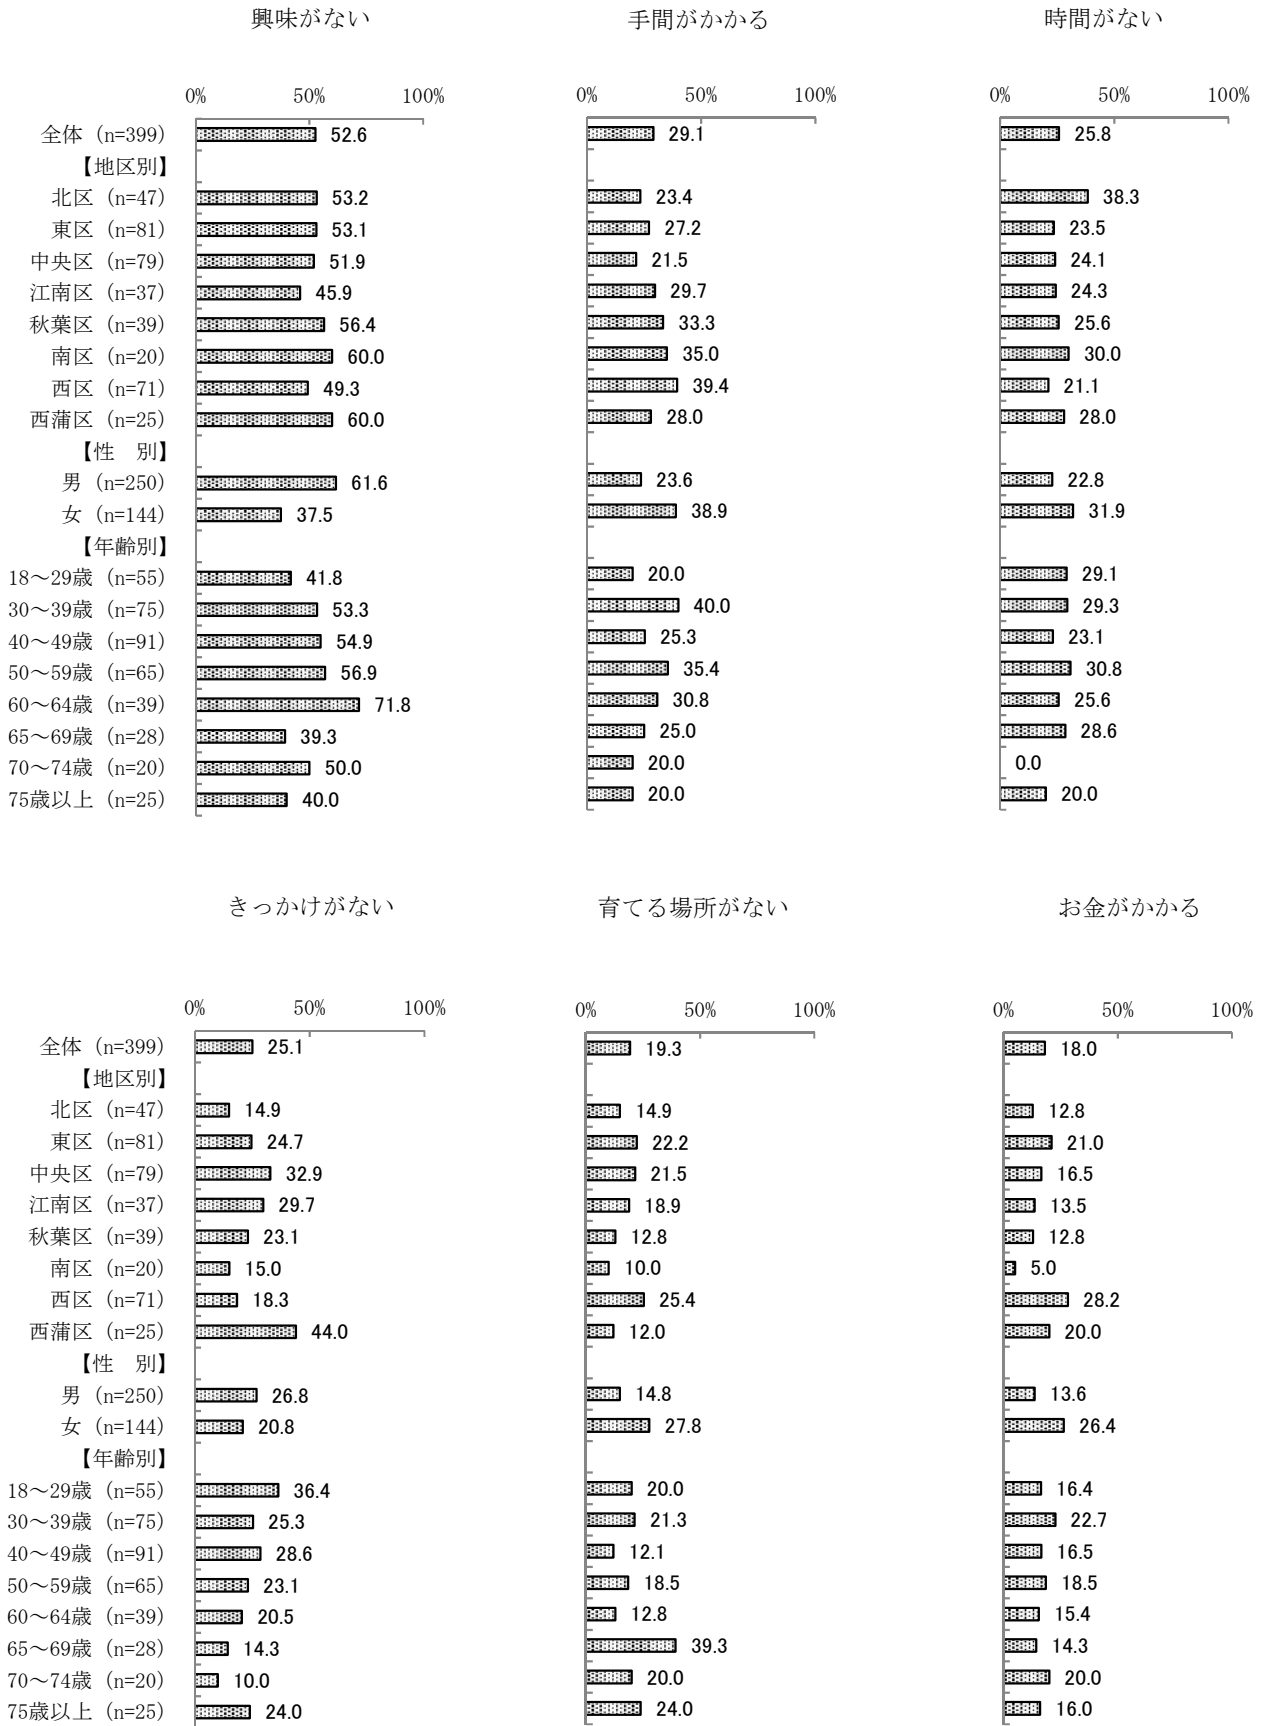 興味がない 手間がかかる 時間がない
0% 50% 100% 0% 50% 100% 0% 50% 100%
全体 (n=399) 52.6 29.1 25.8
【地区別】
北区 (n=47) 53.2 23.4 38.3
東区 (n=81) 53.1 27.2 23.5
中央区 (n=79) 51.9 21.5 24.1
江南区 (n=37) 45.9 29.7 24.3
秋葉区 (n=39) 56.4 33.3 25.6
南区 (n=20) 60.0 35.0 30.0
西区 (n=71) 49.3 39.4 21.1
西蒲区 (n=25) 60.0 28.0 28.0
【性　別】
男 (n=250) 61.6 23.6 22.8
女 (n=144) 37.5 38.9 31.9
【年齢別】
18～29歳 (n=55) 41.8 20.0 29.1
30～39歳 (n=75) 53.3 40.0 29.3
40～49歳 (n=91) 54.9 25.3 23.1
50～59歳 (n=65) 56.9 35.4 30.8
60～64歳 (n=39) 71.8 30.8 25.6
65～69歳 (n=28) 39.3 25.0 28.6
70～74歳 (n=20) 50.0 20.0 0.0
75歳以上 (n=25) 40.0 20.0 20.0
きっかけがない 育てる場所がない お金がかかる
0% 50% 100% 0% 50% 100% 0% 50% 100%
全体 (n=399) 25.1 19.3 18.0
【地区別】
北区 (n=47) 14.9 14.9 12.8
東区 (n=81) 24.7 22.2 21.0
中央区 (n=79) 32.9 21.5 16.5
江南区 (n=37) 29.7 18.9 13.5
秋葉区 (n=39) 23.1 12.8 12.8
南区 (n=20) 15.0 10.0 5.0
西区 (n=71) 18.3 25.4 28.2
西蒲区 (n=25) 44.0 12.0 20.0
【性　別】
男 (n=250) 26.8 14.8 13.6
女 (n=144) 20.8 27.8 26.4
【年齢別】
18～29歳 (n=55) 36.4 20.0 16.4
30～39歳 (n=75) 25.3 21.3 22.7
40～49歳 (n=91) 28.6 12.1 16.5
50～59歳 (n=65) 23.1 18.5 18.5
60～64歳 (n=39) 20.5 12.8 15.4
65～69歳 (n=28) 14.3 39.3 14.3
70～74歳 (n=20) 10.0 20.0 20.0
75歳以上 (n=25) 24.0 24.0 16.0